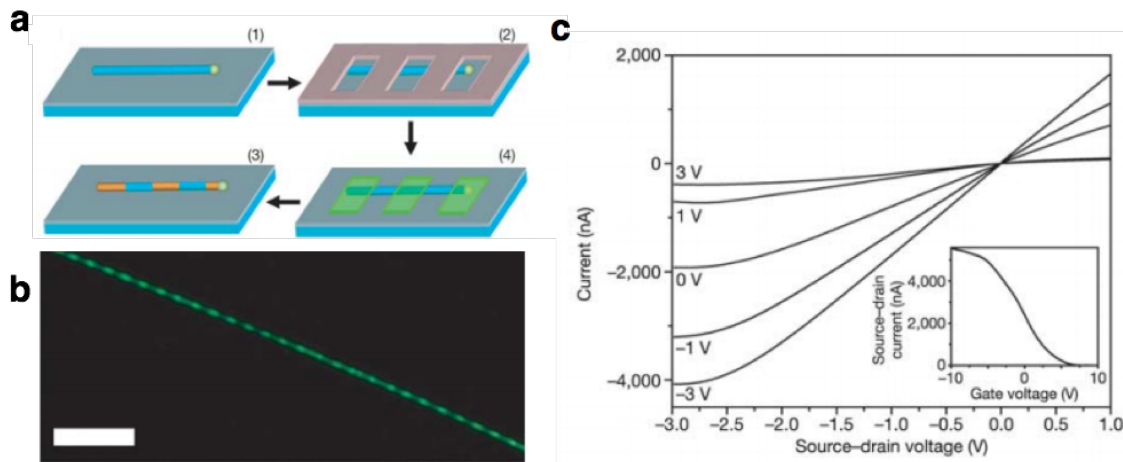 a
(1)
(2)
(3)
(4)
b
c
2,000
0
−2,000
−4,000
Current (nA)
3 V
1 V
0 V
−1 V
−3 V
−3.0 −2.5 −2.0 −1.5 −1.0 −0.5 0.0 0.5 1.0
Source–drain voltage (V)
4,000
2,000
0
Source–drain
current (nA)
−10 0 10
Gate voltage (V)